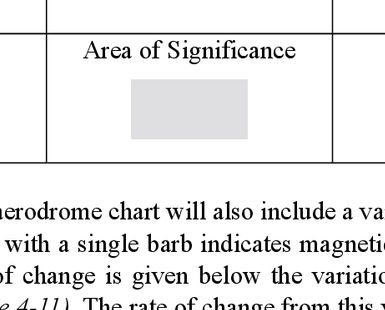 Area of Significance
aerodrome chart will also include a va
with a single barb indicates magneti
of change is given below the variatio
e 4-11). The rate of change from this